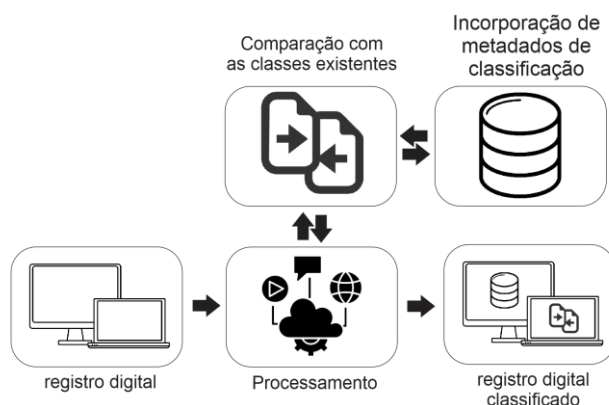 Comparação com
as classes existentes
Incorporação de
metadados de
classificação
registro digital
Processamento
registro digital
classificado